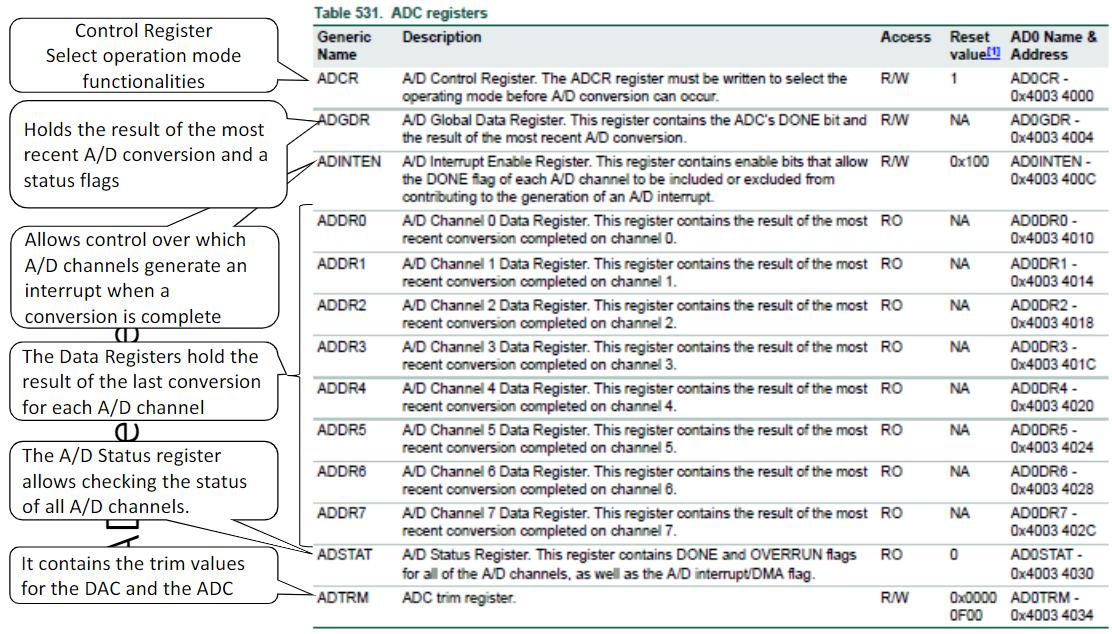 Control Register
Select operation mode
functionalities
Holds the result of the most
recent A/D conversion and a
status flags
Allows control over which
A/D channels generate an
interrupt when a
conversion is complete
The Data Registers hold the
result of the last conversion
for each A/D channel
The A/D Status register
allows checking the status
of all A/D channels.
It contains the trim values
for the DAC and the ADC
Table 531. ADC registers
Generic Name Description Access Reset value[1] AD0 Name & Address
ADCR A/D Control Register. The ADCR register must be written to select the R/W 1 AD0CR -
operating mode before A/D conversion can occur. 0x4003 4000
ADGDR A/D Global Data Register. This register contains the ADC's DONE bit and R/W NA AD0GDR -
the result of the most recent A/D conversion. 0x4003 4004
ADINTEN A/D Interrupt Enable Register. This register contains enable bits that allow R/W 0x100 AD0INTEN -
the DONE flag of each A/D channel to be included or excluded from 0x4003 400C
contributing to the generation of an A/D interrupt.
ADDR0 A/D Channel 0 Data Register. This register contains the result of the most RO NA AD0DR0 -
recent conversion completed on channel 0. 0x4003 4010
ADDR1 A/D Channel 1 Data Register. This register contains the result of the most RO NA AD0DR1 -
recent conversion completed on channel 1. 0x4003 4014
ADDR2 A/D Channel 2 Data Register. This register contains the result of the most RO NA AD0DR2 -
recent conversion completed on channel 2. 0x4003 4018
ADDR3 A/D Channel 3 Data Register. This register contains the result of the most RO NA AD0DR3 -
recent conversion completed on channel 3. 0x4003 401C
ADDR4 A/D Channel 4 Data Register. This register contains the result of the most RO NA AD0DR4 -
recent conversion completed on channel 4. 0x4003 4020
ADDR5 A/D Channel 5 Data Register. This register contains the result of the most RO NA AD0DR5 -
recent conversion completed on channel 5. 0x4003 4024
ADDR6 A/D Channel 6 Data Register. This register contains the result of the most RO NA AD0DR6 -
recent conversion completed on channel 6. 0x4003 4028
ADDR7 A/D Channel 7 Data Register. This register contains the result of the most RO NA AD0DR7 -
recent conversion completed on channel 7. 0x4003 402C
ADSTAT A/D Status Register. This register contains DONE and OVERRUN flags RO 0 AD0STAT -
for all of the A/D channels, as well as the A/D interrupt/DMA flag. 0x4003 4030
ADTRM ADC trim register. R/W 0x0000 AD0TRM -
0F00 0x4003 4034